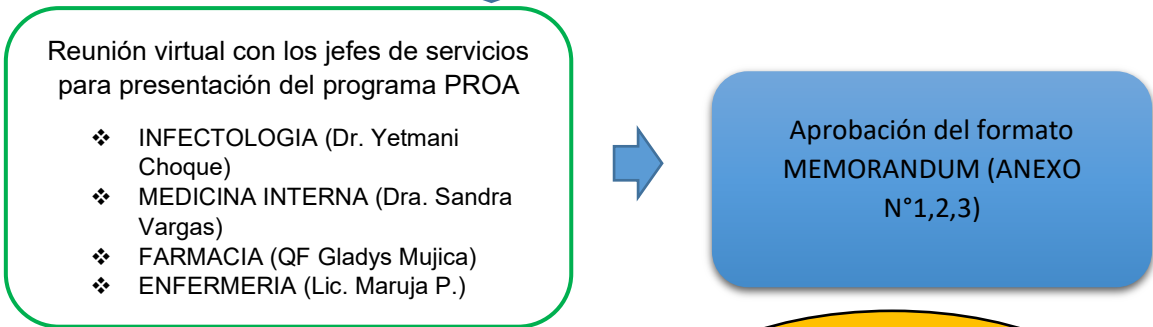 Reunión virtual con los jefes de servicios
para presentación del programa PROA
❖ INFECTOLOGIA (Dr. Yetmani
Choque)
❖ MEDICINA INTERNA (Dra. Sandra
Vargas)
❖ FARMACIA (QF Gladys Mujica)
❖ ENFERMERIA (Lic. Maruja P.)
Aprobación del formato
MEMORANDUM (ANEXO
N°1,2,3)